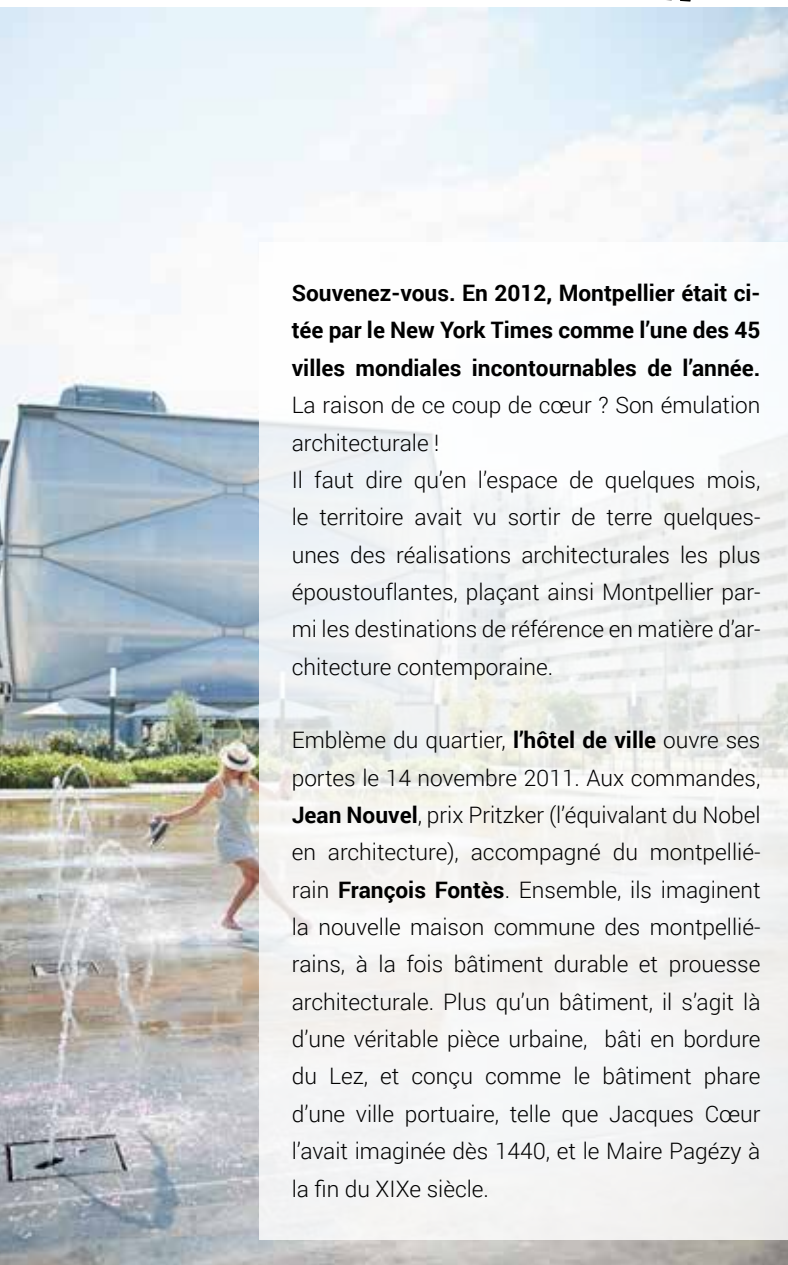 Souvenez-vous. En 2012, Montpellier était ci-
tée par le New York Times comme l’une des 45
villes mondiales incontournables de l’année.
La raison de ce coup de cœur ? Son émulation
architecturale !
Il faut dire qu’en l’espace de quelques mois,
le territoire avait vu sortir de terre quelques-
unes des réalisations architecturales les plus
époustouflantes, plaçant ainsi Montpellier par-
mi les destinations de référence en matière d’ar-
chitecture contemporaine.
Emblème du quartier, l’hôtel de ville ouvre ses
portes le 14 novembre 2011. Aux commandes,
Jean Nouvel, prix Pritzker (l’équivalant du Nobel
en architecture), accompagné du montpellié-
rain François Fontès. Ensemble, ils imaginent
la nouvelle maison commune des montpellié-
rains, à la fois bâtiment durable et prouesse
architecturale. Plus qu’un bâtiment, il s’agit là
d’une véritable pièce urbaine, bâti en bordure
du Lez, et conçu comme le bâtiment phare
d’une ville portuaire, telle que Jacques Cœur
l’avait imaginée dès 1440, et le Maire Pagézy à
la fin du XIXe siècle.